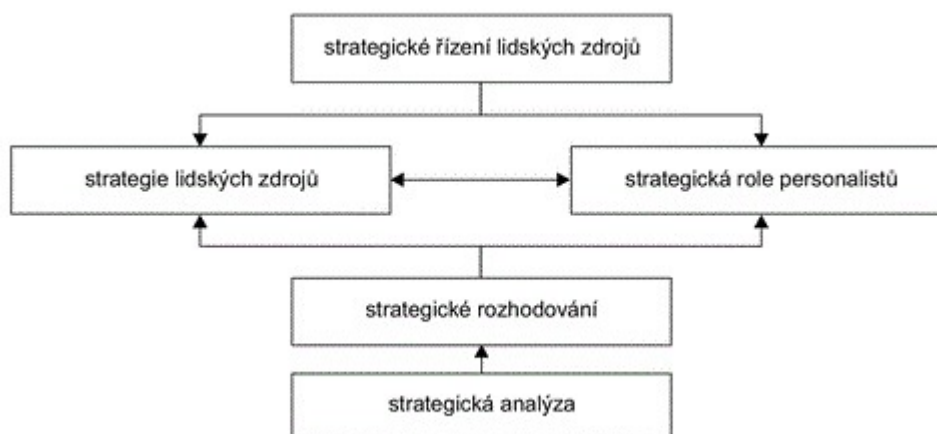 strategické řízení lidských zdrojů
strategie lidských zdrojů
strategická role personalistů
strategické rozhodování
strategická analýza